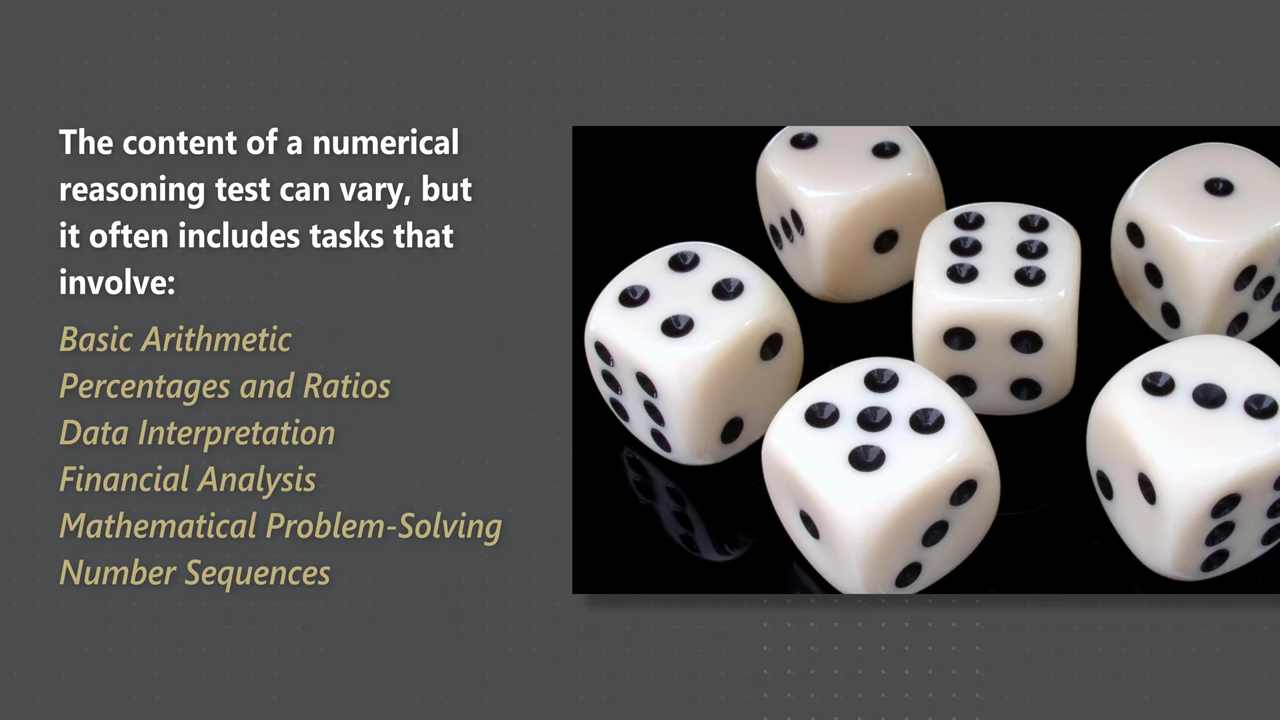 The content of a numerical
reasoning test can vary, but
it often includes tasks that
involve:
Basic Arithmetic
Percentages and Ratios
Data Interpretation
Financial Analysis
Mathematical Problem-Solving
Number Sequences